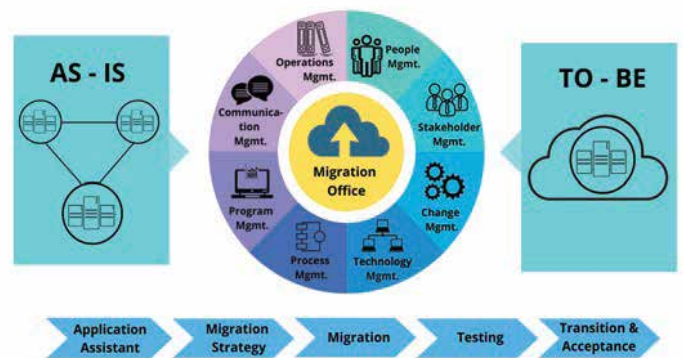 AS - IS
Operations
Mgmt.
People
Mgmt.
Communica-
tion
Mgmt.
Stakeholder
Mgmt.
Migration
Office
Program
Mgmt.
Change
Mgmt.
Process
Mgmt.
Technology
Mgmt.
TO - BE
Application
Assistant
Migration
Strategy
Migration
Testing
Transition &
Acceptance